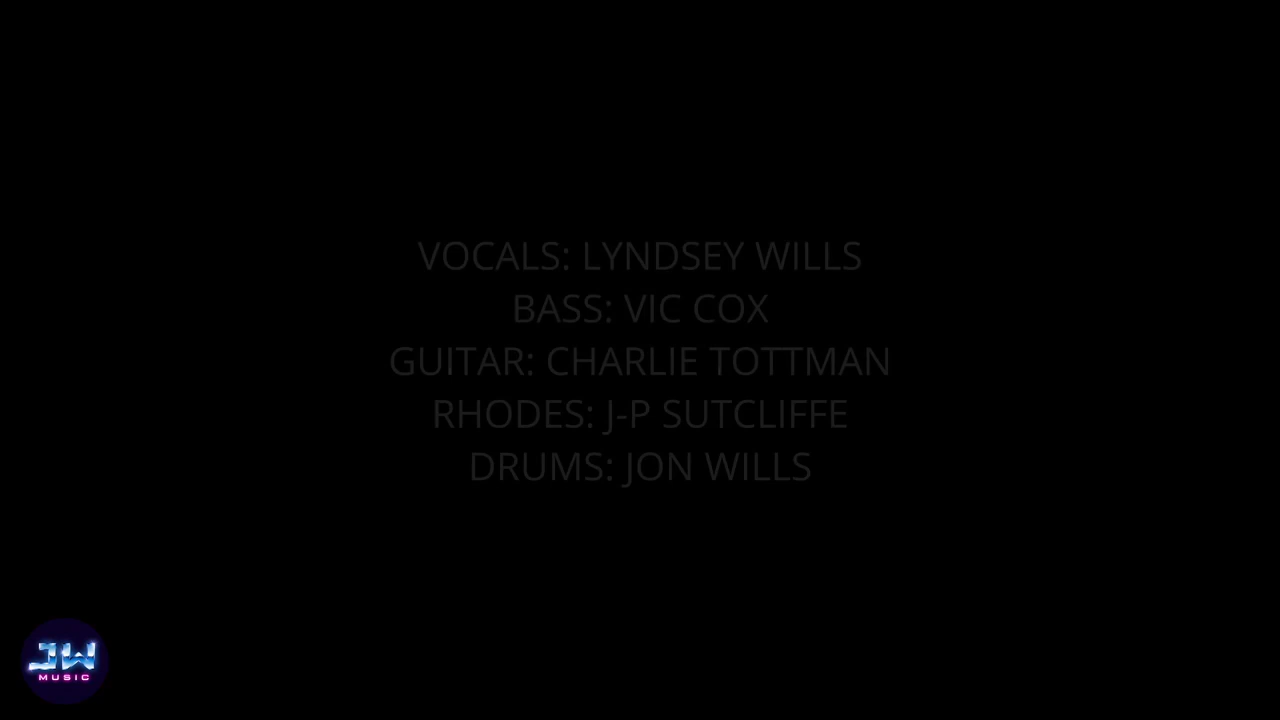 VOCALS: LYNDSEY WILLS
BASS: VIC COX
GUITAR: CHARLIE TOTTMAN
RHODES: J-P SUTCLIFFE
DRUMS: JON WILLS
JW
MUSIC